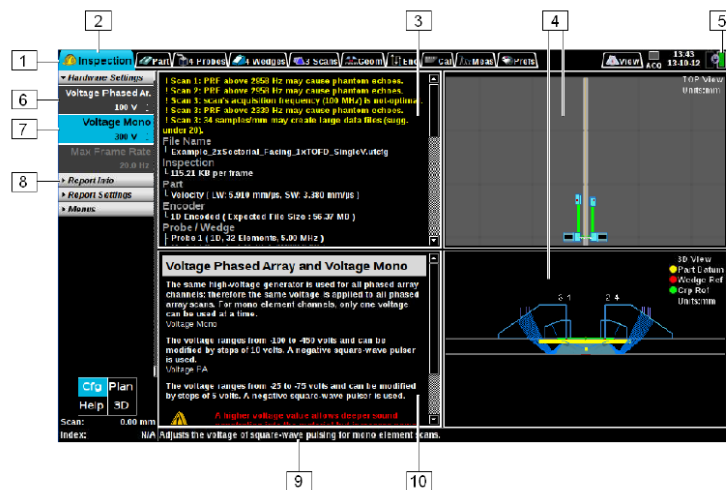 2
3
4
5
1
Inspection
Part
4 Probes
4 Wedges
3 Scans
Geom
Enc
Cal
Meas
Prefs
View
ACQ
13:43
13-10-12
Hardware Settings
Voltage Phased Ar.
100 V
6
Voltage Mono
300 V
7
Max Frame Rate
20.0 Hz
Report Info
8
Report Settings
Menus
! Scan 1: PRF above 2958 Hz may cause phantom echoes.
! Scan 2: PRF above 2958 Hz may cause phantom echoes.
! Scan 3: scan's acquisition frequency (100 MHz) is not-optimal.
! Scan 3: PRF above 2339 Hz may cause phantom echoes.
! Scan 3: 34 samples/mm may create large data files (sugg.
under 20).
File Name
Example_2xSectorial_Facing_1xTOFD_SingleV.utcfg
Inspection
115.21 KB per frame
Part
Velocity [ LW: 5.910 mm/µs, SW: 3.380 mm/µs ]
Encoder
1D Encoded ( Expected File Size : 56.37 MB )
Probe / Wedge
Probe 1 ( 1D, 32 Elements, 5.00 MHz )
TOP View
Units:mm
Voltage Phased Array and Voltage Mono
The same high-voltage generator is used for all phased array
channels; therefore the same voltage is applied to all phased
array scans. For mono element channels, only one voltage
can be used at a time.
Voltage Mono
The voltage ranges from -100 to -450 volts and can be
modified by steps of 10 volts. A negative square-wave pulser
is used.
Voltage PA
The voltage ranges from -25 to -75 volts and can be modified
by steps of 5 volts. A negative square-wave pulser is used.
A higher voltage value allows deeper sound
3D View
Part Datum
Wedge Ref
Crp Ref
Units:mm
Cfg
Plan
Help
3D
Scan: 0.00 mm
Index: N/A
Adjusts the voltage of square-wave pulsing for mono element scans.
9
10